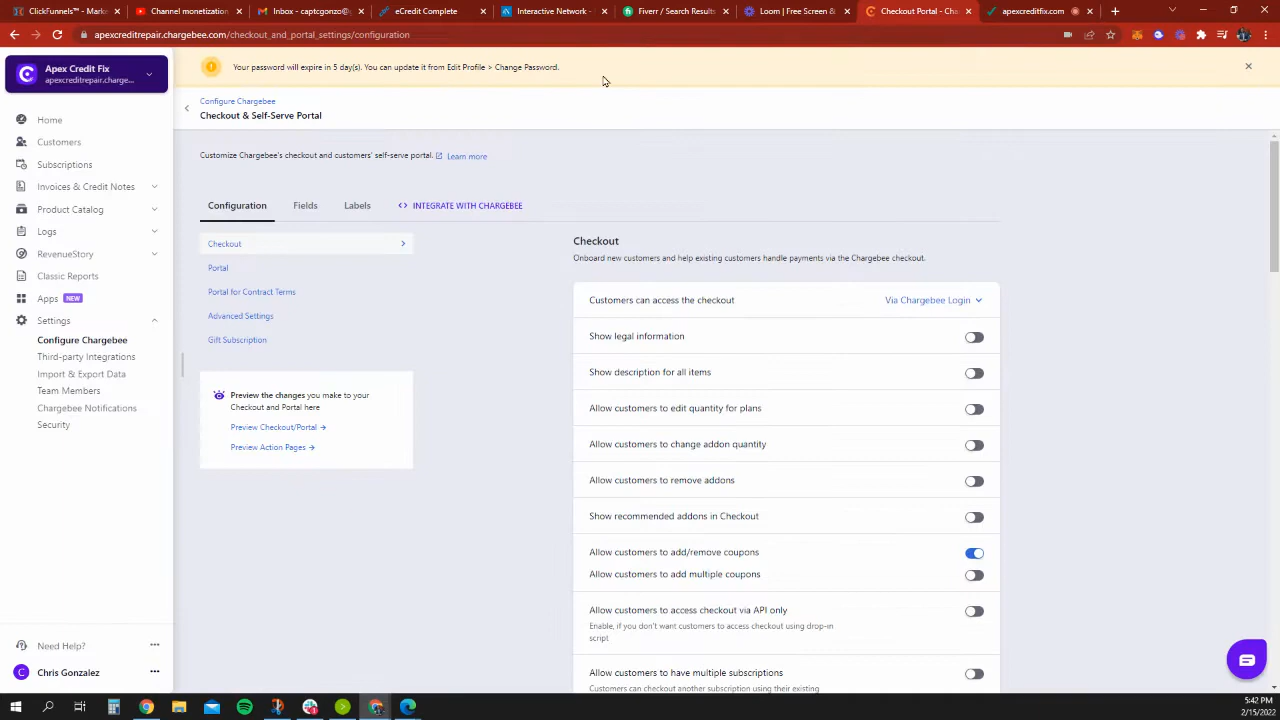 ClickFunnels™ - Marke
Channel monetization
Inbox - captcgonzo@
eCredit Complete
Interactive Network -
Fiverr / Search Results
Loom | Free Screen &
Checkout Portal - Cha
apexcreditfix.com
apexcreditrepair.chargebee.com/checkout_and_portal_settings/configuration
Apex Credit Fix
apexcreditrepair.charge...
Your password will expire in 5 day(s). You can update it from Edit Profile > Change Password.
Configure Chargebee
Checkout & Self-Serve Portal
Home
Customers
Subscriptions
Invoices & Credit Notes
Product Catalog
Logs
RevenueStory
Classic Reports
Apps NEW
Settings
Configure Chargebee
Third-party Integrations
Import & Export Data
Team Members
Chargebee Notifications
Security
Need Help?
Chris Gonzalez
Customize Chargebee's checkout and customers' self-serve portal. Learn more
Configuration
Fields
Labels
INTEGRATE WITH CHARGEBEE
Checkout
Portal
Portal for Contract Terms
Advanced Settings
Gift Subscription
Preview the changes you make to your
Checkout and Portal here
Preview Checkout/Portal
Preview Action Pages
Checkout
Onboard new customers and help existing customers handle payments via the Chargebee checkout.
Customers can access the checkout
Via Chargebee Login
Show legal information
Show description for all items
Allow customers to edit quantity for plans
Allow customers to change addon quantity
Allow customers to remove addons
Show recommended addons in Checkout
Allow customers to add/remove coupons
Allow customers to add multiple coupons
Allow customers to access checkout via API only
Enable, if you don't want customers to access checkout using drop-in
script
Allow customers to have multiple subscriptions
Customers can checkout another subscription using their existing
5:42 PM
2/15/2022